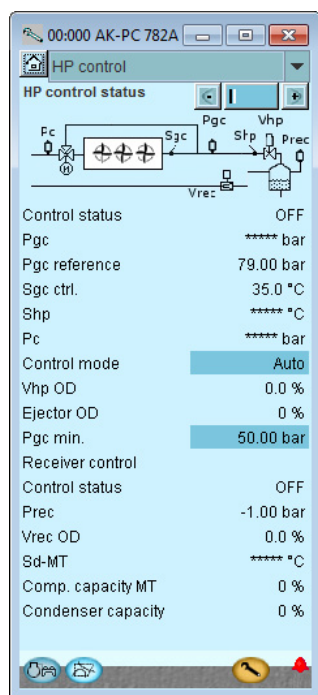 00:000 AK-PC 782A
HP control
HP control status
Pgc Vhp
Pc Sgc Shp Prec
M
Vrec
Control status OFF
Pgc ***** bar
Pgc reference 79.00 bar
Sgc ctrl. 35.0 °C
Shp ***** °C
Pc ***** bar
Control mode Auto
Vhp OD 0.0 %
Ejector OD 0 %
Pgc min. 50.00 bar
Receiver control
Control status OFF
Prec -1.00 bar
Vrec OD 0.0 %
Sd-MT ***** °C
Comp. capacity MT 0 %
Condenser capacity 0 %